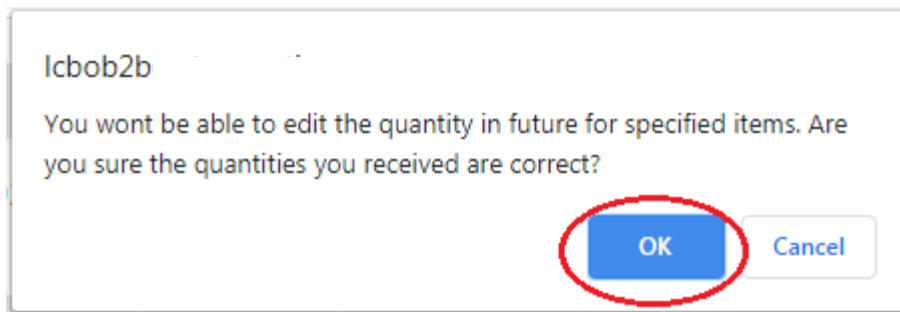 lcbob2b
You wont be able to edit the quantity in future for specified items. Are
you sure the quantities you received are correct?
OK
Cancel